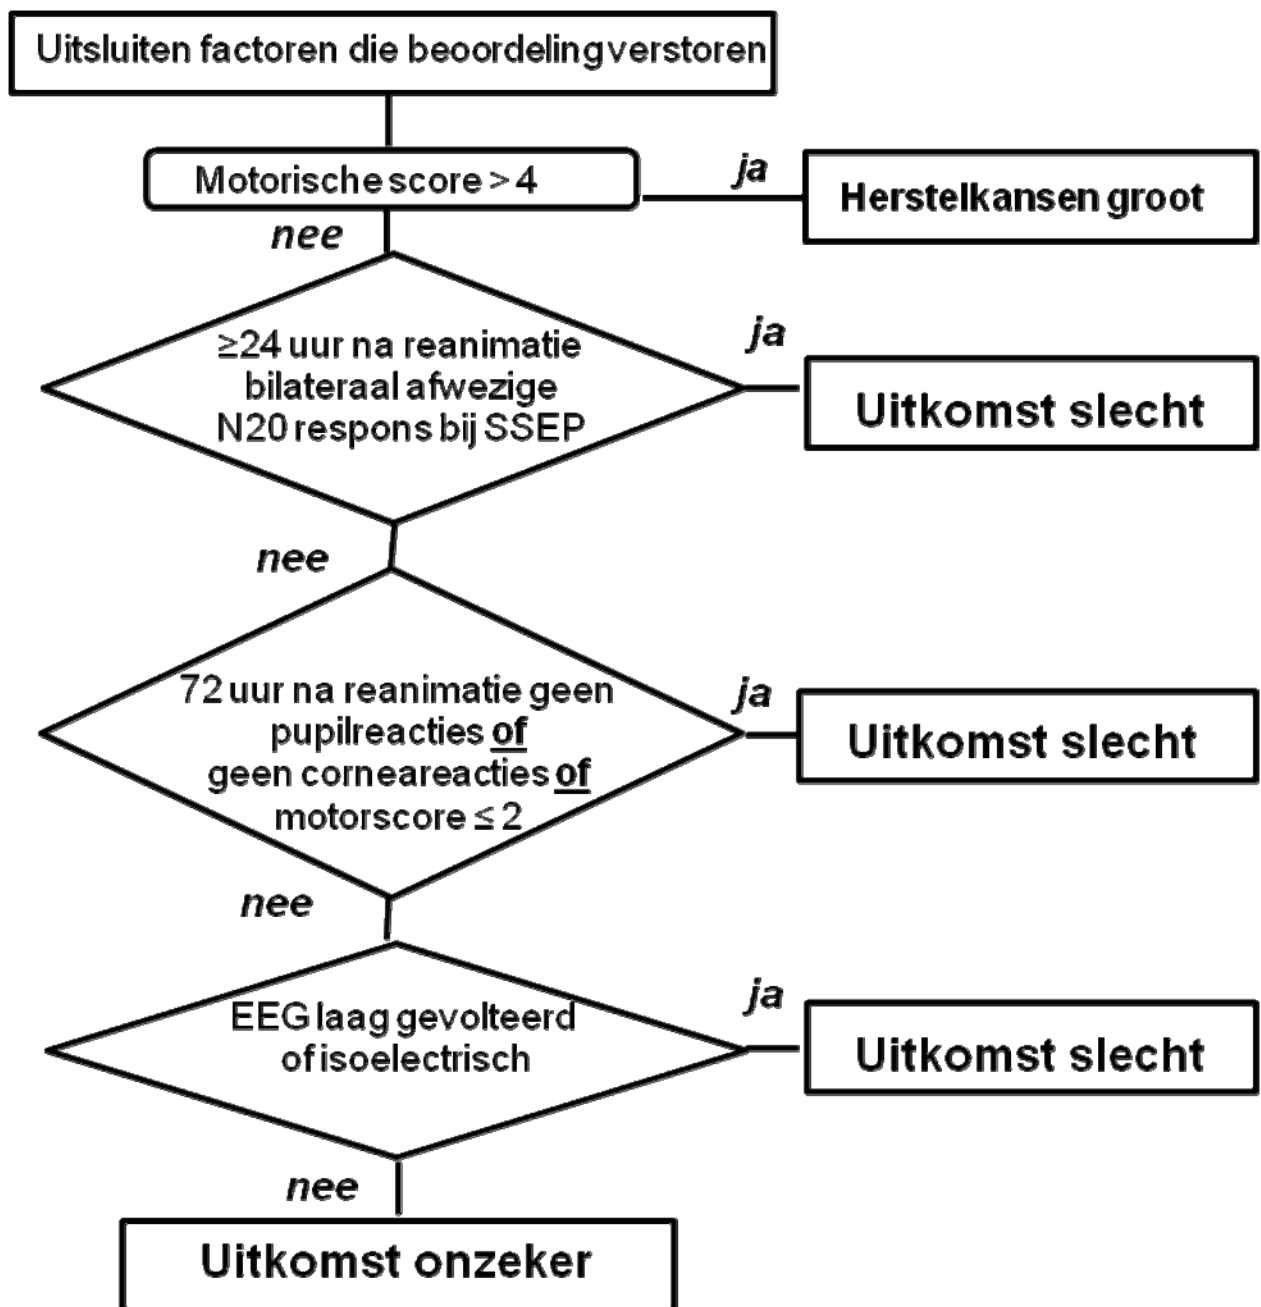 Uitsluiten factoren die beoordeling verstoren
Motorische score > 4
ja
Herstelkansen groot
nee
≥24 uur na reanimatie
bilateraal afwezige
N20 respons bij SSEP
ja
Uitkomst slecht
nee
72 uur na reanimatie geen
pupilreacties of
geen corneareacties of
motorscore ≤ 2
ja
Uitkomst slecht
nee
EEG laag gevolteerd
of isoelectrisch
ja
Uitkomst slecht
nee
Uitkomst onzeker